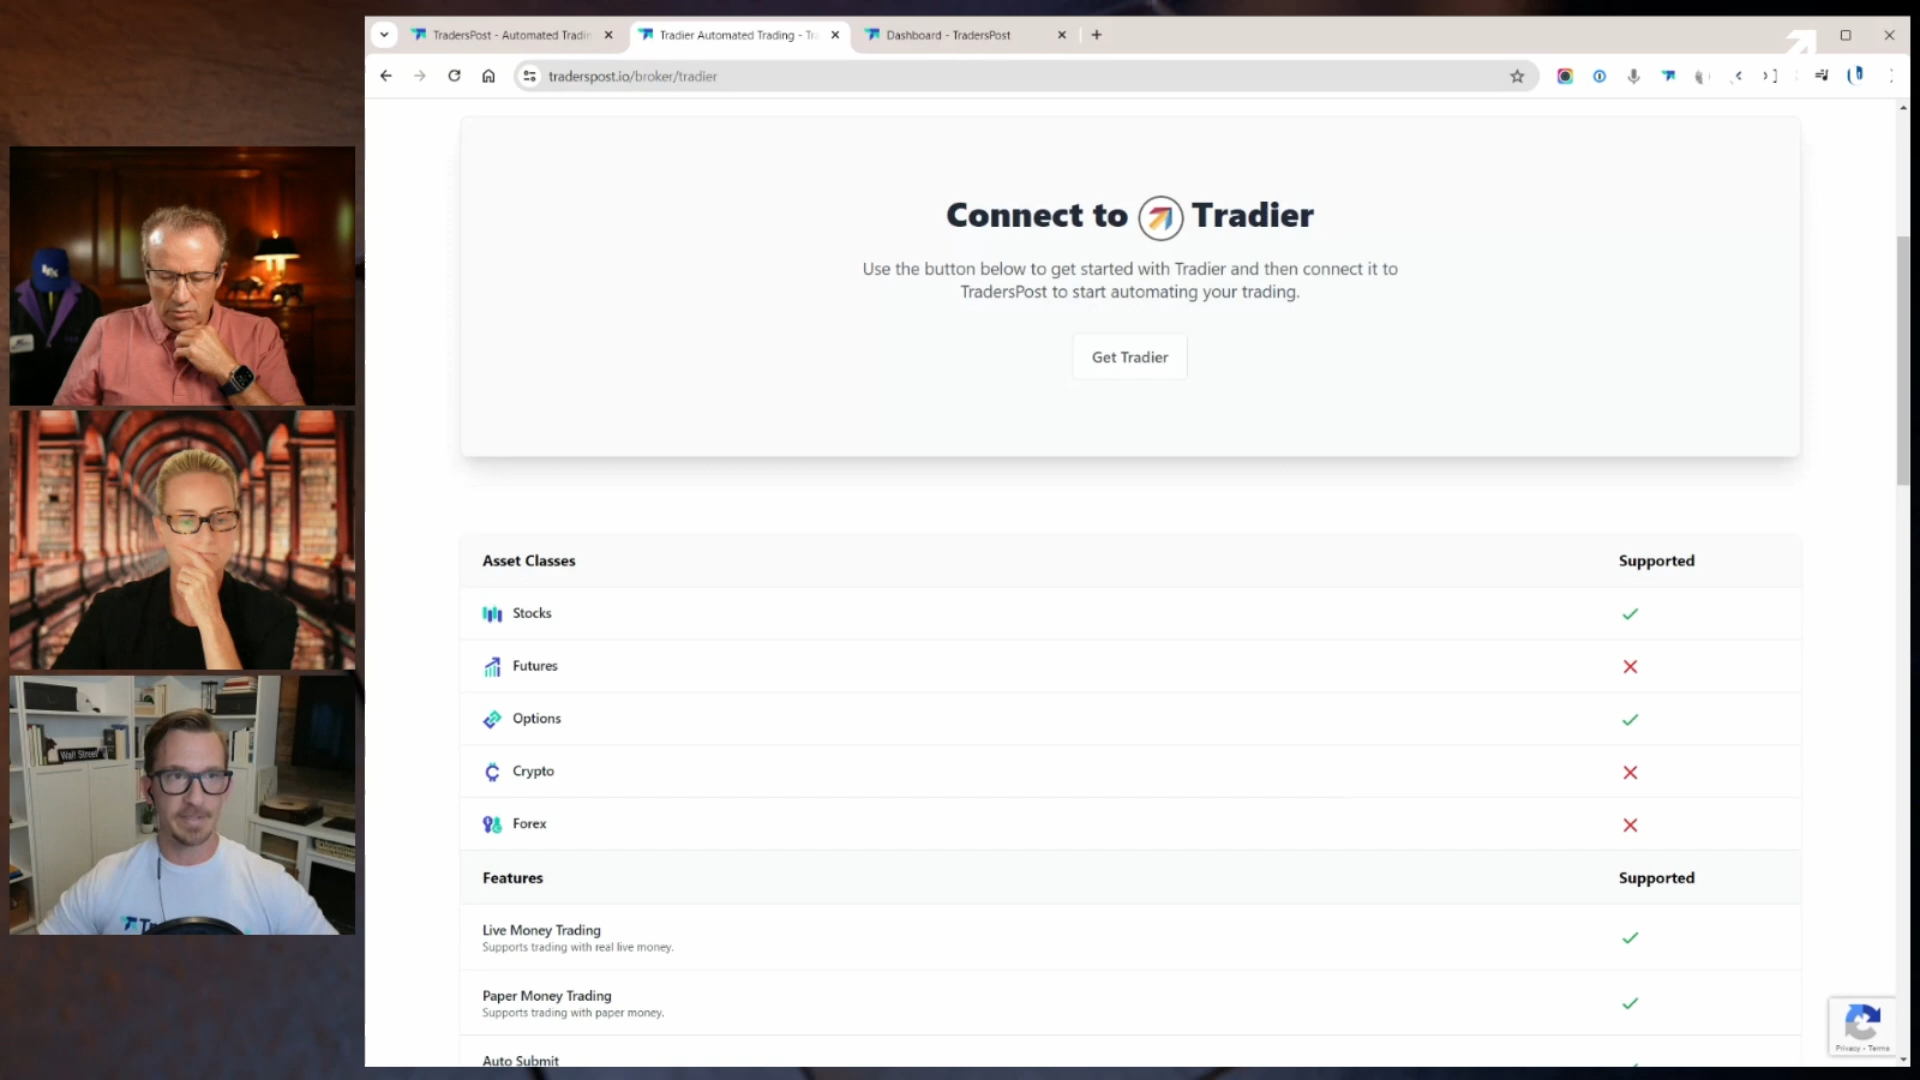 TradersPost - Automated Tradin
Tradier Automated Trading - Tr
Dashboard - TradersPost
traderspost.io/broker/tradier
Connect to Tradier
Use the button below to get started with Tradier and then connect it to
TradersPost to start automating your trading.
Get Tradier
Asset Classes Supported
Stocks
Futures
Options
Crypto
Forex
Features Supported
Live Money Trading
Supports trading with real live money.
Paper Money Trading
Supports trading with paper money.
Auto Submit
Privacy - Terms
Wall Street